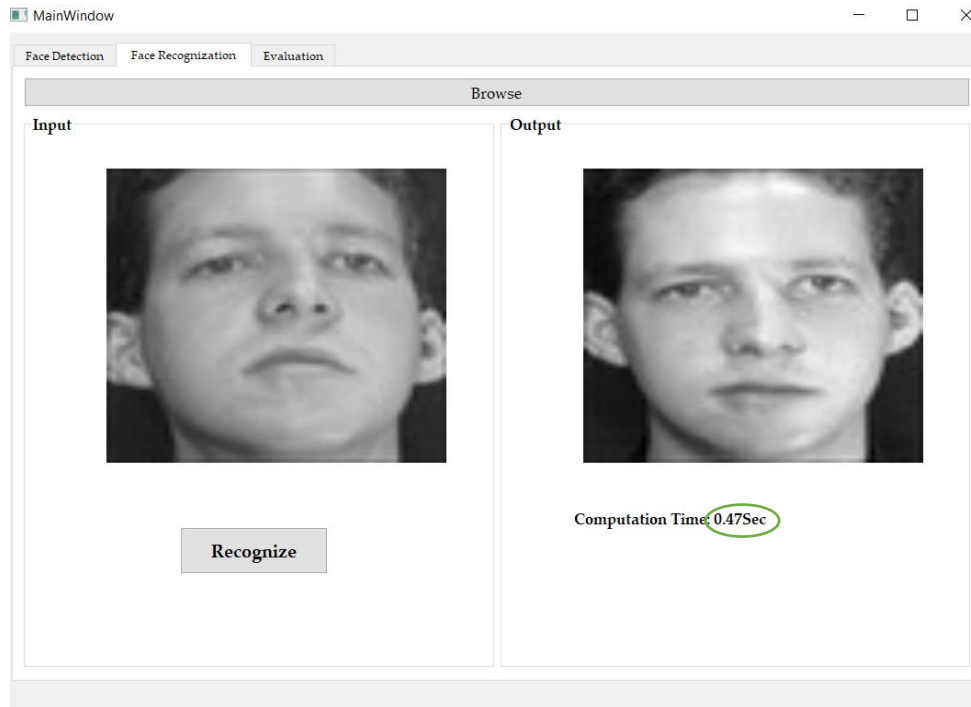 MainWindow
Face Detection Face Recognization Evaluation
Browse
Input
Output
Recognize
Computation Time: 0.47Sec